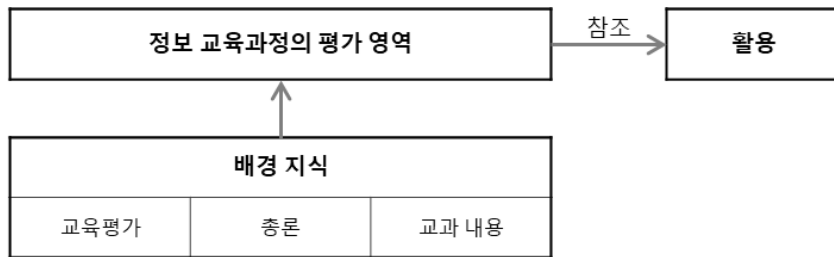 정보 교육과정의 평가 영역
참조
활용
배경 지식
교육평가
총론
교과 내용